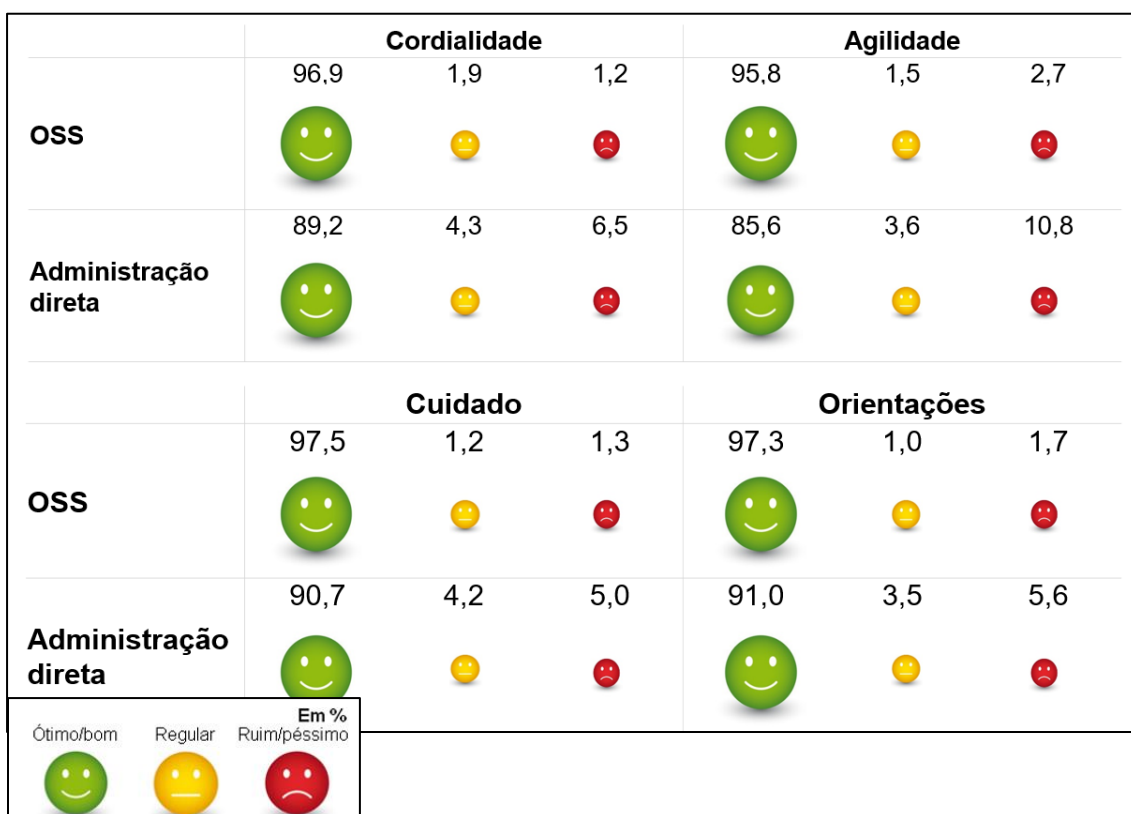 Cordialidade Agilidade
96,9 1,9 1,2 95,8 1,5 2,7
OSS
89,2 4,3 6,5 85,6 3,6 10,8
Administração
direta
Cuidado Orientações
97,5 1,2 1,3 97,3 1,0 1,7
OSS
90,7 4,2 5,0 91,0 3,5 5,6
Administração
direta
Em %
Ótimo/bom Regular Ruim/péssimo